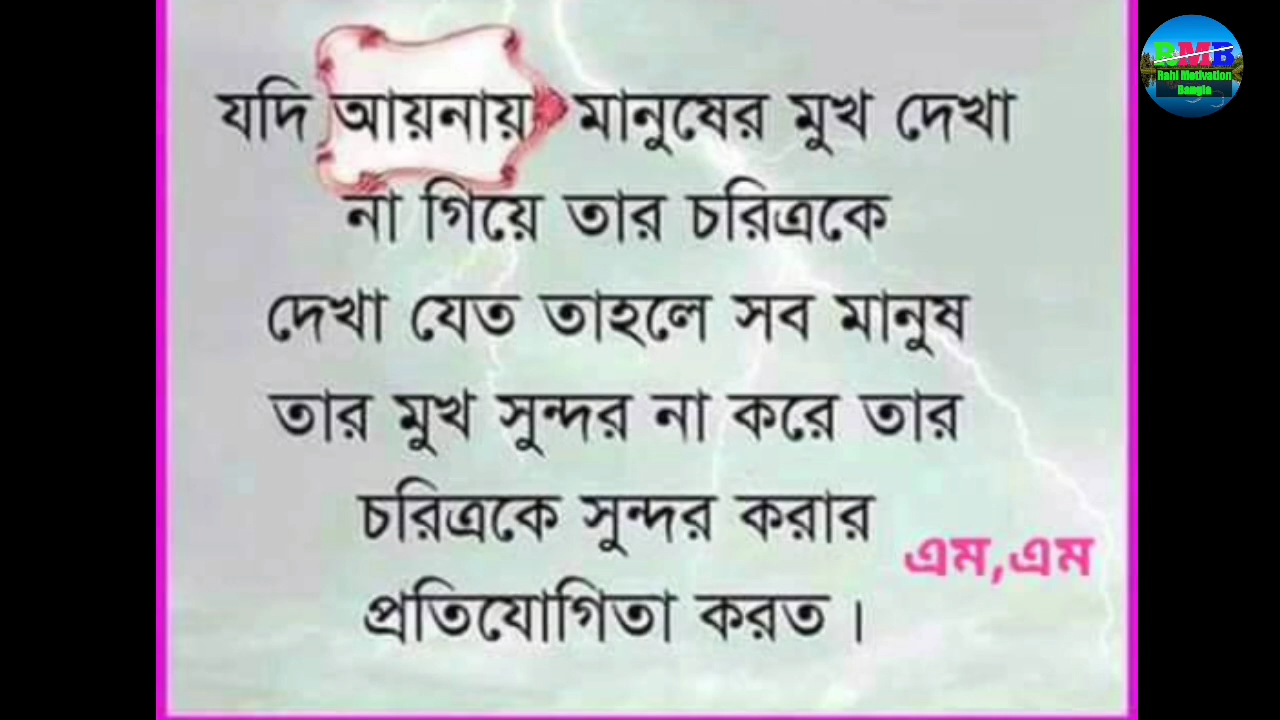 যদি আয়নায় মানুষের মুখ দেখা
না গিয়ে তার চরিত্রকে
দেখা যেত তাহলে সব মানুষ
তার মুখ সুন্দর না করে তার
চরিত্রকে সুন্দর করার
এম,এম
প্রতিযোগিতা করত।
RMB
Rahi Motivation
Bangla